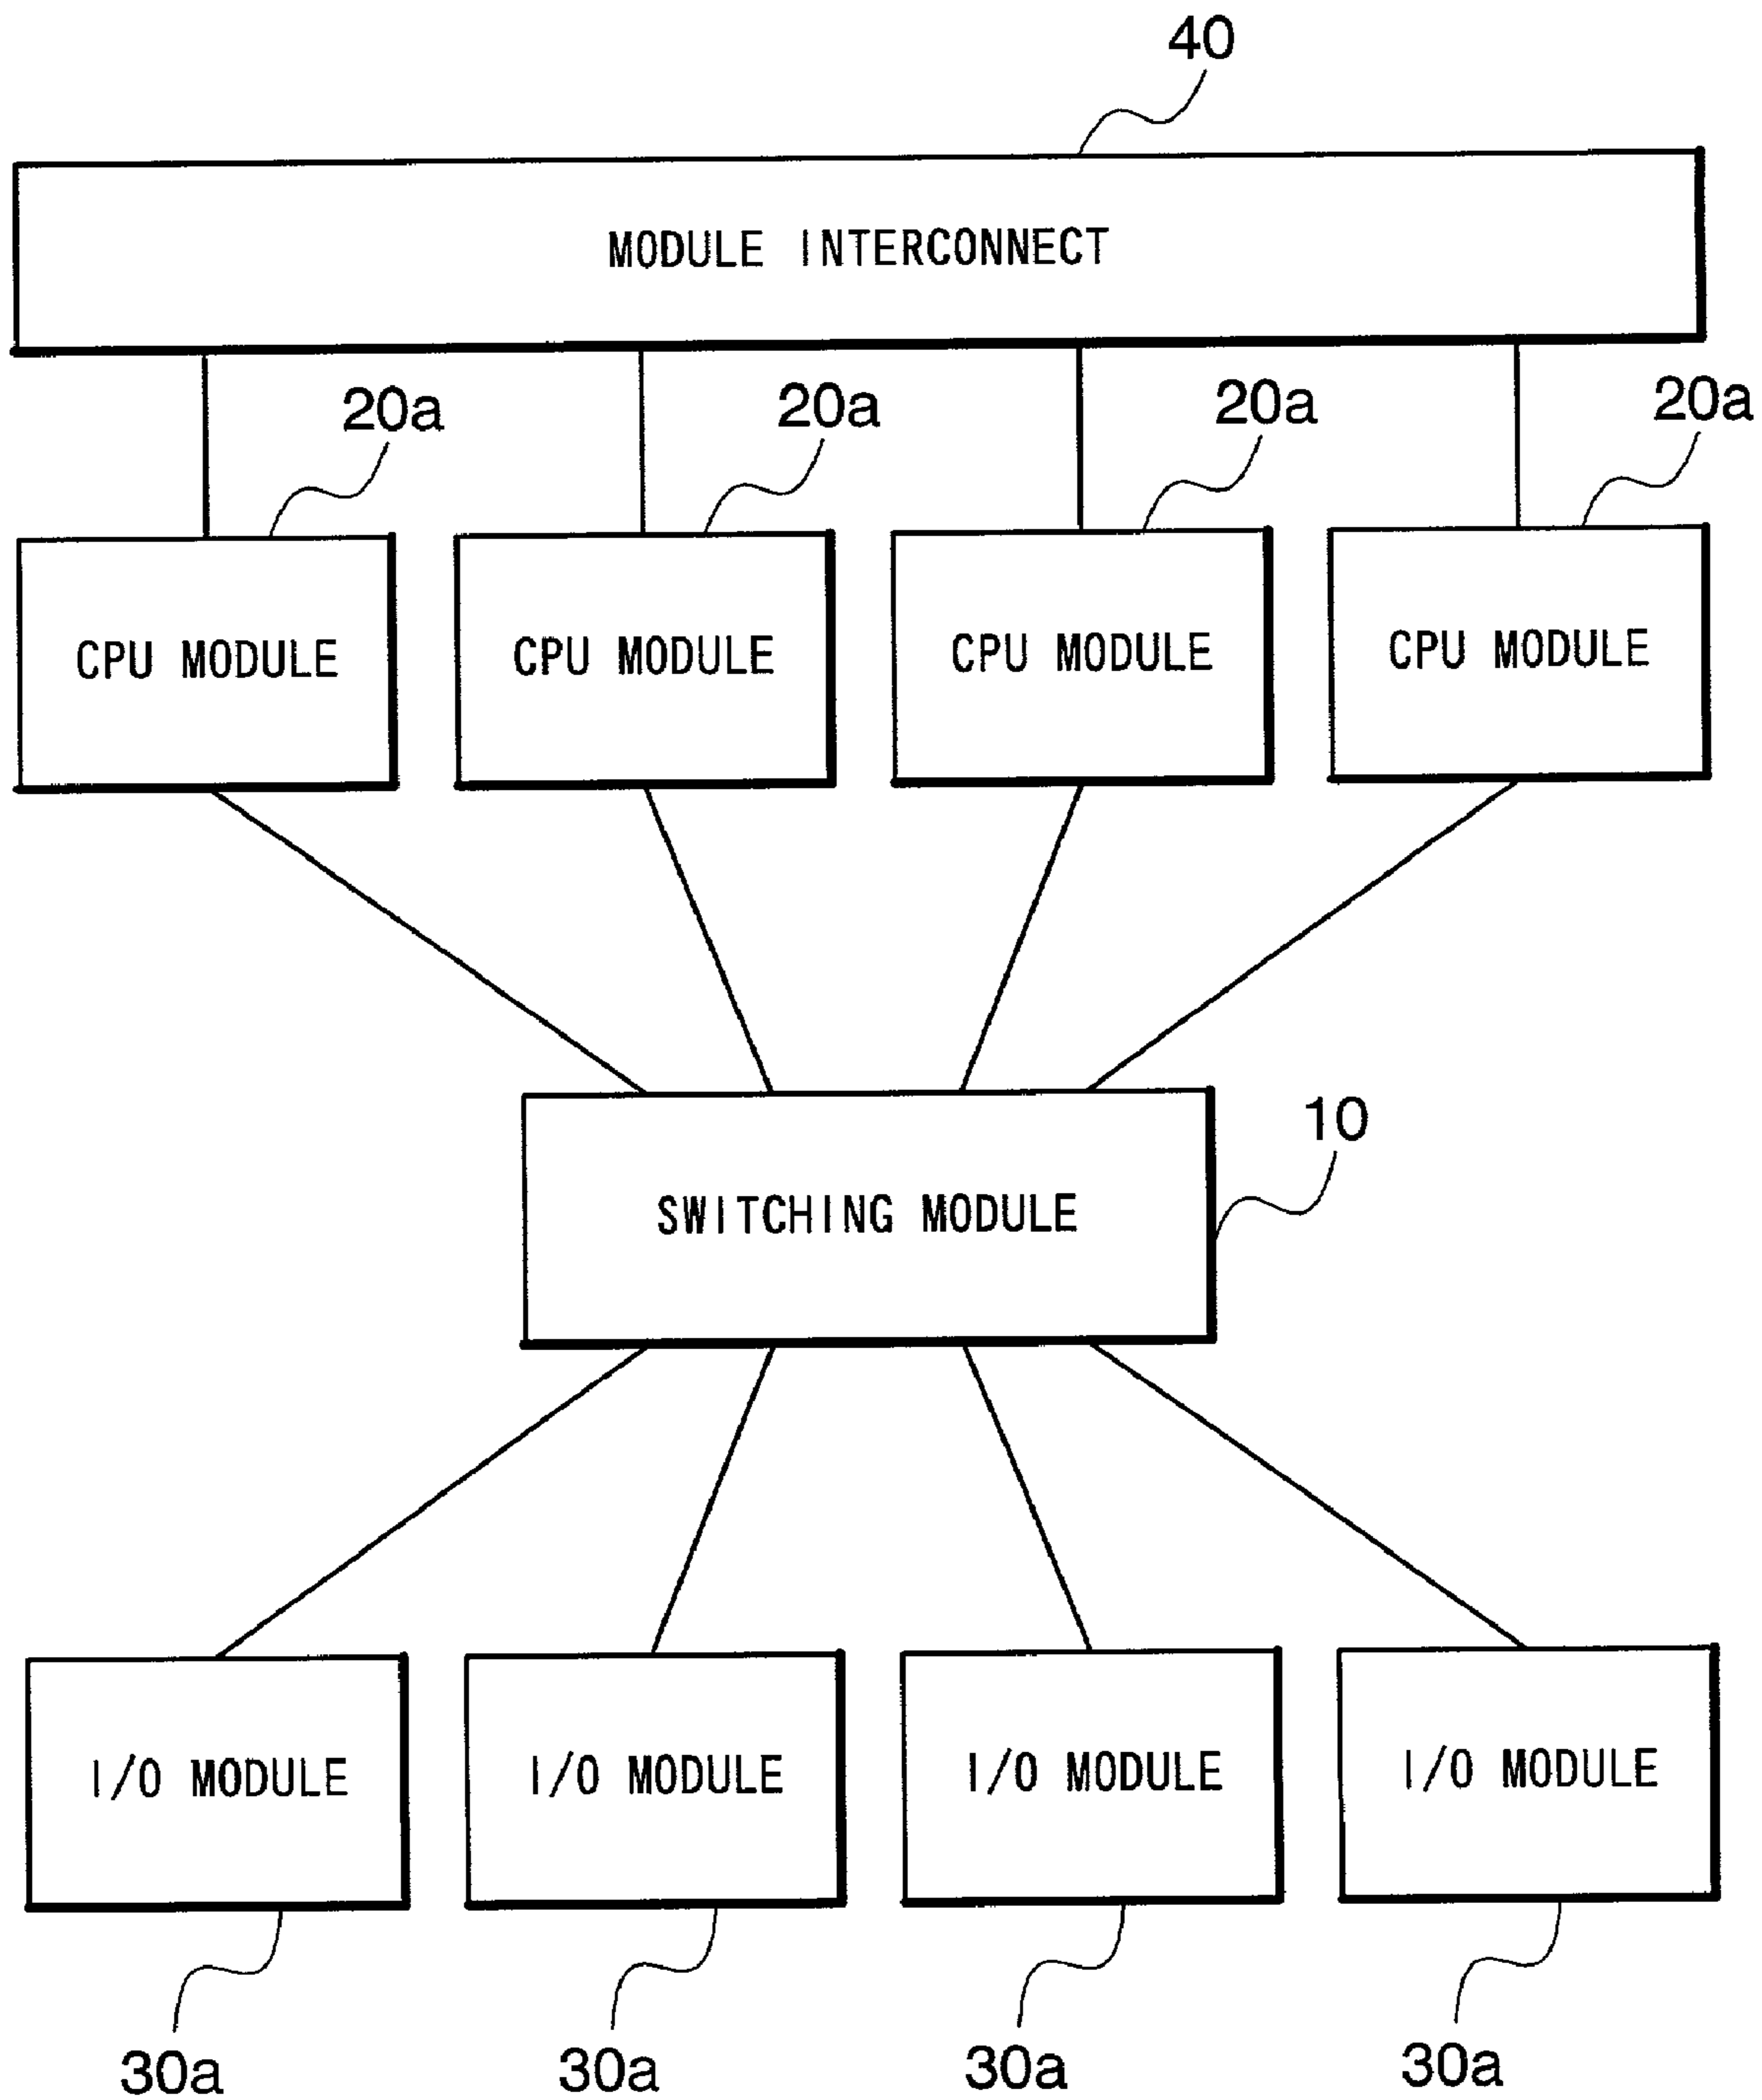 40
MODULE INTERCONNECT
20a 20a 20a 20a
CPU MODULE CPU MODULE CPU MODULE CPU MODULE
10
SWITCHING MODULE
I/O MODULE I/O MODULE I/O MODULE I/O MODULE
30a 30a 30a 30a